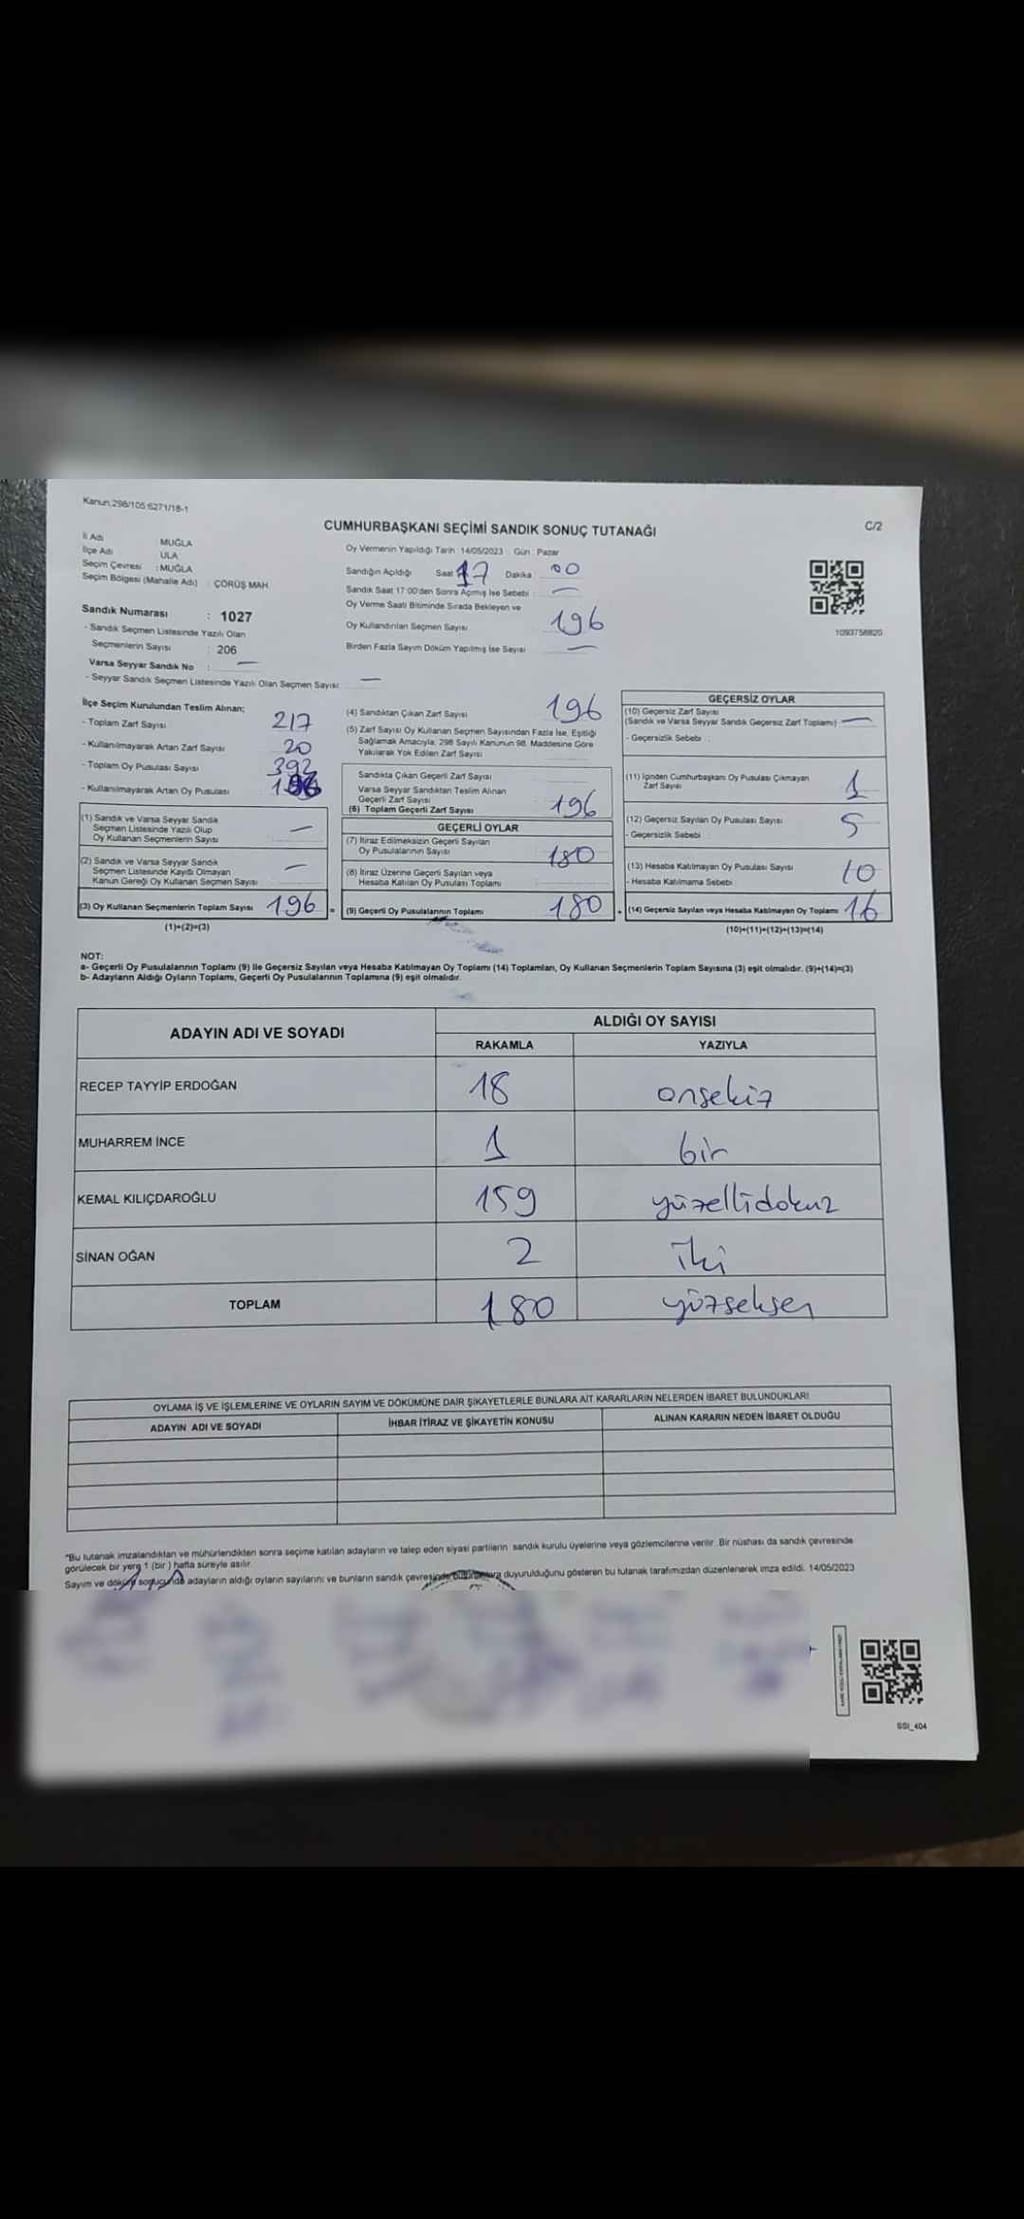 Kanun:298/105:6271/18-1
CUMHURBAŞKANI SEÇİMİ SANDIK SONUÇ TUTANAĞI
C/2
İl Adı MUĞLA
İlçe Adı ULA
Seçim Çevresi : MUĞLA
Seçim Bölgesi (Mahalle Adı) : ÇÖRÜŞ MAH.
Sandık Numarası : 1027
- Sandık Seçmen Listesinde Yazılı Olan
Seçmenlerin Sayısı : 206
Varsa Seyyar Sandık No : —
- Seyyar Sandık Seçmen Listesinde Yazılı Olan Seçmen Sayısı : —
Oy Vermenin Yapıldığı Tarih : 14/05/2023 Gün : Pazar
Sandığın Açıldığı Saat 17 Dakika 00
Sandık Saat 17:00'den Sonra Açılmış İse Sebebi : —
Oy Verme Saati Bitiminde Sırada Bekleyen ve
Oy Kullandırılan Seçmen Sayısı 196
Birden Fazla Sayım Döküm Yapılmış İse Sayısı —
1093758820
İlçe Seçim Kurulundan Teslim Alınan;
- Toplam Zarf Sayısı 217
- Kullanılmayarak Artan Zarf Sayısı 20
- Toplam Oy Pusulası Sayısı 392
- Kullanılmayarak Artan Oy Pusulası
(1) Sandık ve Varsa Seyyar Sandık
Seçmen Listesinde Yazılı Olup
Oy Kullanan Seçmenlerin Sayısı —
(2) Sandık ve Varsa Seyyar Sandık
Seçmen Listesinde Kaydı Olmayan
Kanun Gereği Oy Kullanan Seçmen Sayısı —
(3) Oy Kullanan Seçmenlerin Toplam Sayısı 196
(1)+(2)=(3)
(4) Sandıktan Çıkan Zarf Sayısı 196
(5) Zarf Sayısı Oy Kullanan Seçmen Sayısından Fazla İse, Eşitliği
Sağlamak Amacıyla, 298 Sayılı Kanunun 98. Maddesine Göre
Yakılarak Yok Edilen Zarf Sayısı
Sandıkta Çıkan Geçerli Zarf Sayısı
Varsa Seyyar Sandıktan Teslim Alınan
Geçerli Zarf Sayısı
(6) Toplam Geçerli Zarf Sayısı 196
GEÇERLİ OYLAR
(7) İtiraz Edilmeksizin Geçerli Sayılan
Oy Pusulalarının Sayısı 180
(8) İtiraz Üzerine Geçerli Sayılan veya
Hesaba Katılan Oy Pusulası Toplamı
(9) Geçerli Oy Pusulalarının Toplamı 180
GEÇERSİZ OYLAR
(10) Geçersiz Zarf Sayısı
(Sandık ve Varsa Seyyar Sandık Geçersiz Zarf Toplamı) —
- Geçersizlik Sebebi :
(11) İçinden Cumhurbaşkanı Oy Pusulası Çıkmayan
Zarf Sayısı 1
(12) Geçersiz Sayılan Oy Pusulası Sayısı 5
- Geçersizlik Sebebi
(13) Hesaba Katılmayan Oy Pusulası Sayısı 10
- Hesaba Katılmama Sebebi
(14) Geçersiz Sayılan veya Hesaba Katılmayan Oy Toplamı 16
(10)+(11)+(12)+(13)=(14)
NOT:
a- Geçerli Oy Pusulalarının Toplamı (9) ile Geçersiz Sayılan veya Hesaba Katılmayan Oy Toplamı (14) Toplamları, Oy Kullanan Seçmenlerin Toplam Sayısına (3) eşit olmalıdır. (9)+(14)=(3)
b- Adayların Aldığı Oyların Toplamı, Geçerli Oy Pusulalarının Toplamına (9) eşit olmalıdır.
ADAYIN ADI VE SOYADI
ALDIĞI OY SAYISI
RAKAMLA YAZIYLA
RECEP TAYYİP ERDOĞAN 18 onsekiz
MUHARREM İNCE 1 bir
KEMAL KILIÇDAROĞLU 159 yüzellidokuz
SİNAN OĞAN 2 iki
TOPLAM 180 yüzseksen
OYLAMA İŞ VE İŞLEMLERİNE VE OYLARIN SAYIM VE DÖKÜMÜNE DAİR ŞİKAYETLERLE BUNLARA AİT KARARLARIN NELERDEN İBARET BULUNDUKLARI
ADAYIN ADI VE SOYADI İHBAR İTİRAZ VE ŞİKAYETİN KONUSU ALINAN KARARIN NEDEN İBARET OLDUĞU
"Bu tutanak imzalandıktan ve mühürlendikten sonra seçime katılan adayların ve talep eden siyasi partilerin sandık kurulu üyelerine veya gözlemcilerine verilir. Bir nüshası da sandık çevresinde
görülecek bir yere 1 (bir) hafta süreyle asılır.
Sayım ve döküm sonucunda adayların aldığı oyların sayılarını ve bunların sandık çevresinde duyurulduğunu gösteren bu tutanak tarafımızdan düzenlenerek imza edildi. 14/05/2023
SSI_404